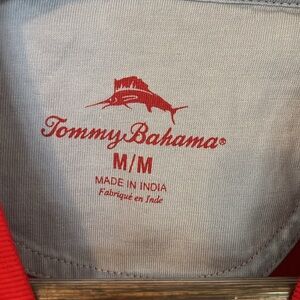 Tommy Bahama®
M/M
MADE IN INDIA
Fabriqué en Inde